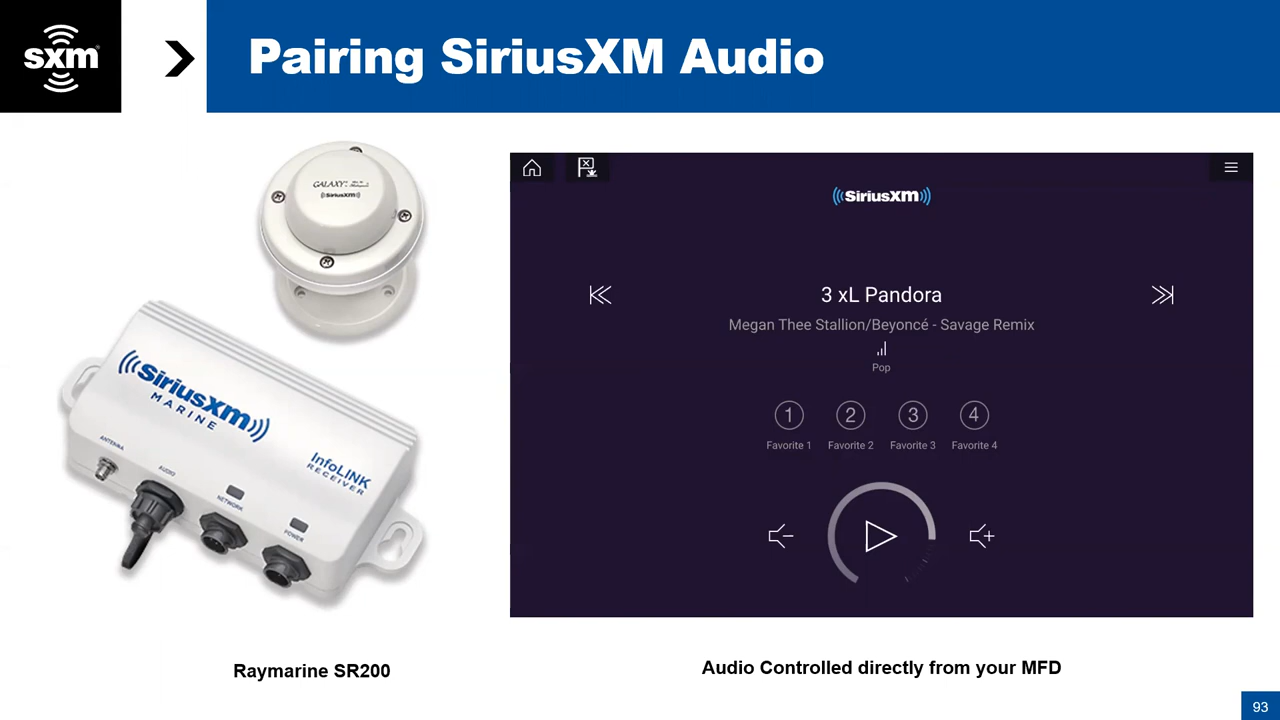 sxm
Pairing SiriusXM Audio
GALAXY
SiriusXM
SiriusXM
MARINE
ANTENNA
AUDIO
NETWORK
POWER
InfoLINK
RECEIVER
SiriusXM
3 xL Pandora
Megan Thee Stallion/Beyoncé - Savage Remix
Pop
1 2 3 4
Favorite 1 Favorite 2 Favorite 3 Favorite 4
Raymarine SR200
Audio Controlled directly from your MFD
93